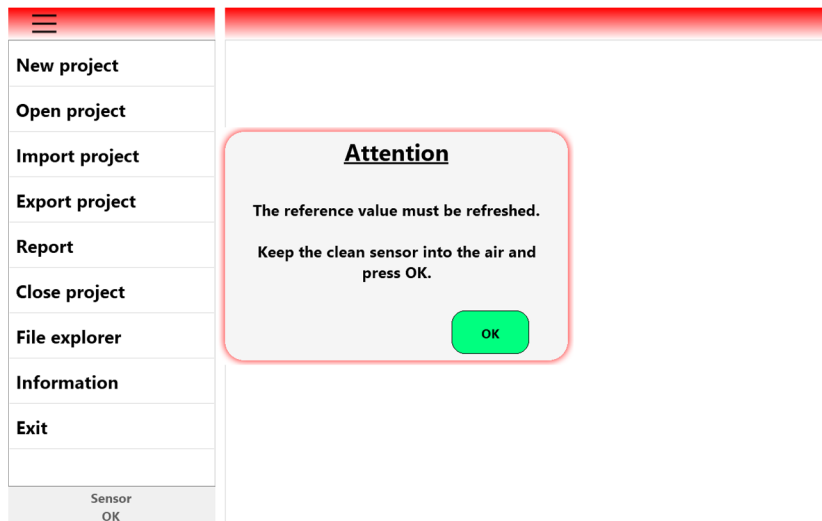 New project
Open project
Import project
Export project
Report
Close project
File explorer
Information
Exit
Sensor
OK
Attention
The reference value must be refreshed.
Keep the clean sensor into the air and
press OK.
OK